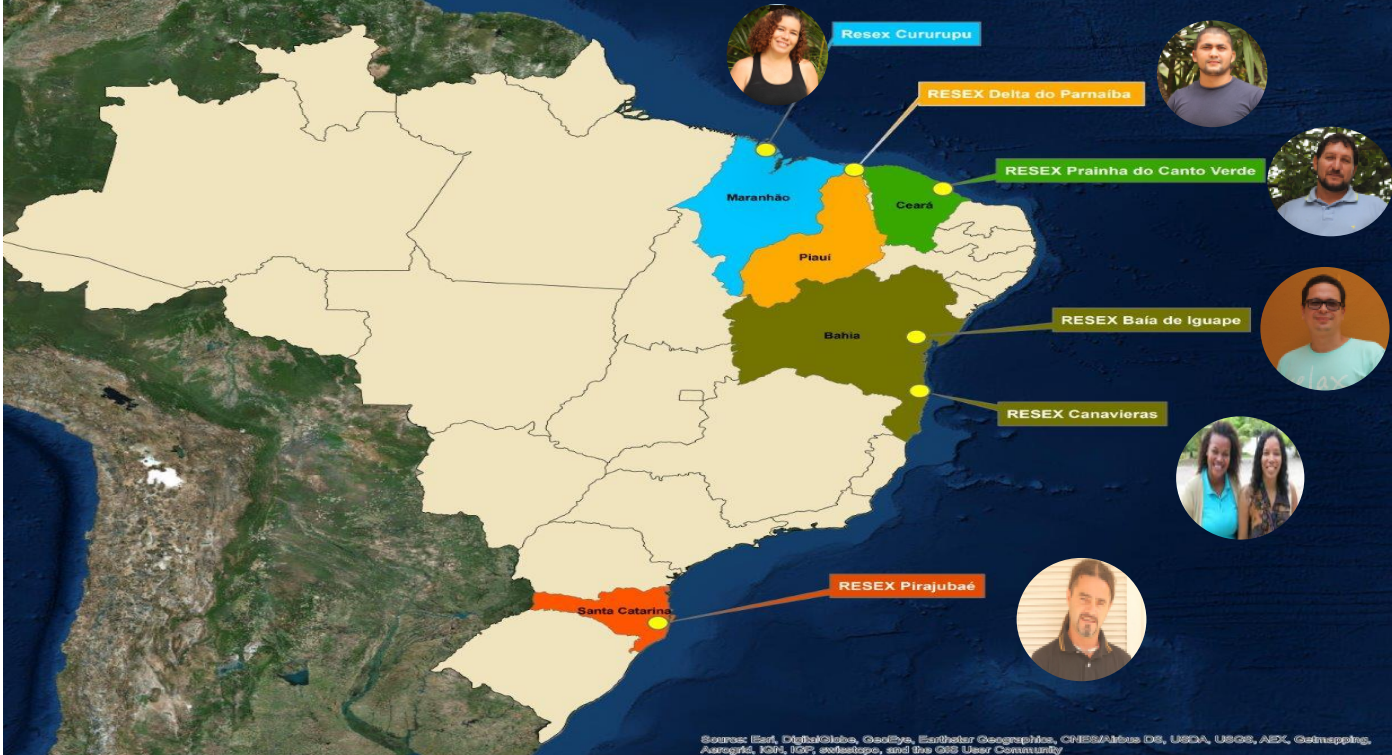 Resex Cururupu
RESEX Delta do Parnaíba
RESEX Prainha do Canto Verde
Maranhão
Ceará
Piauí
RESEX Baía de Iguape
Bahia
RESEX Canavieras
RESEX Pirajubaé
Santa Catarina
relax
Source: Esri, DigitalGlobe, GeoEye, Earthstar Geographics, CNES/Airbus DS, USDA, USGS, AEX, Getmapping,
Aerogrid, IGN, IGP, swisstopo, and the GIS User Community